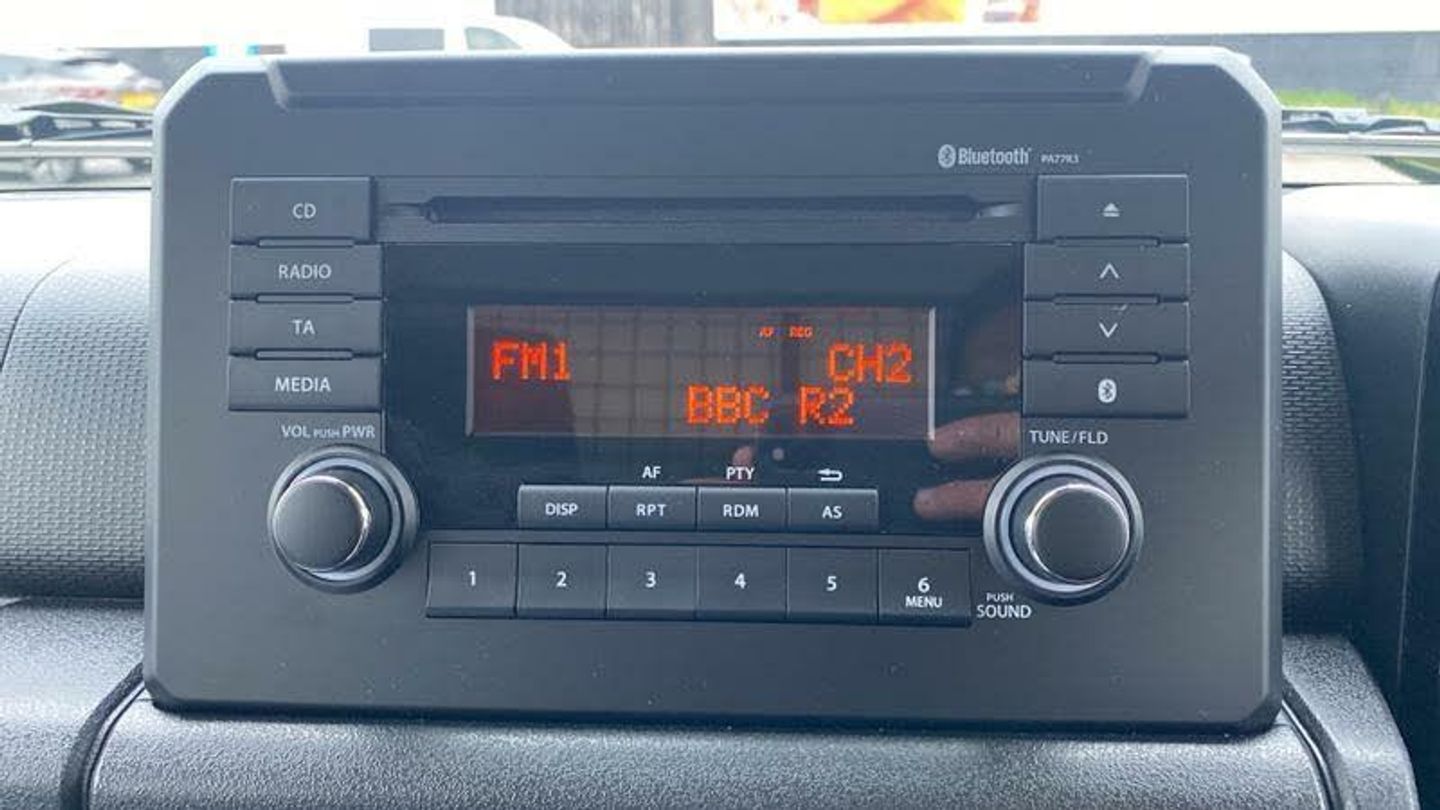 Bluetooth PA77R3
CD
RADIO
TA
MEDIA
AF REG
FM1 CH2
BBC R2
VOL PUSH PWR
TUNE/FLD
AF PTY
DISP RPT RDM AS
1 2 3 4 5 6
MENU
PUSH
SOUND